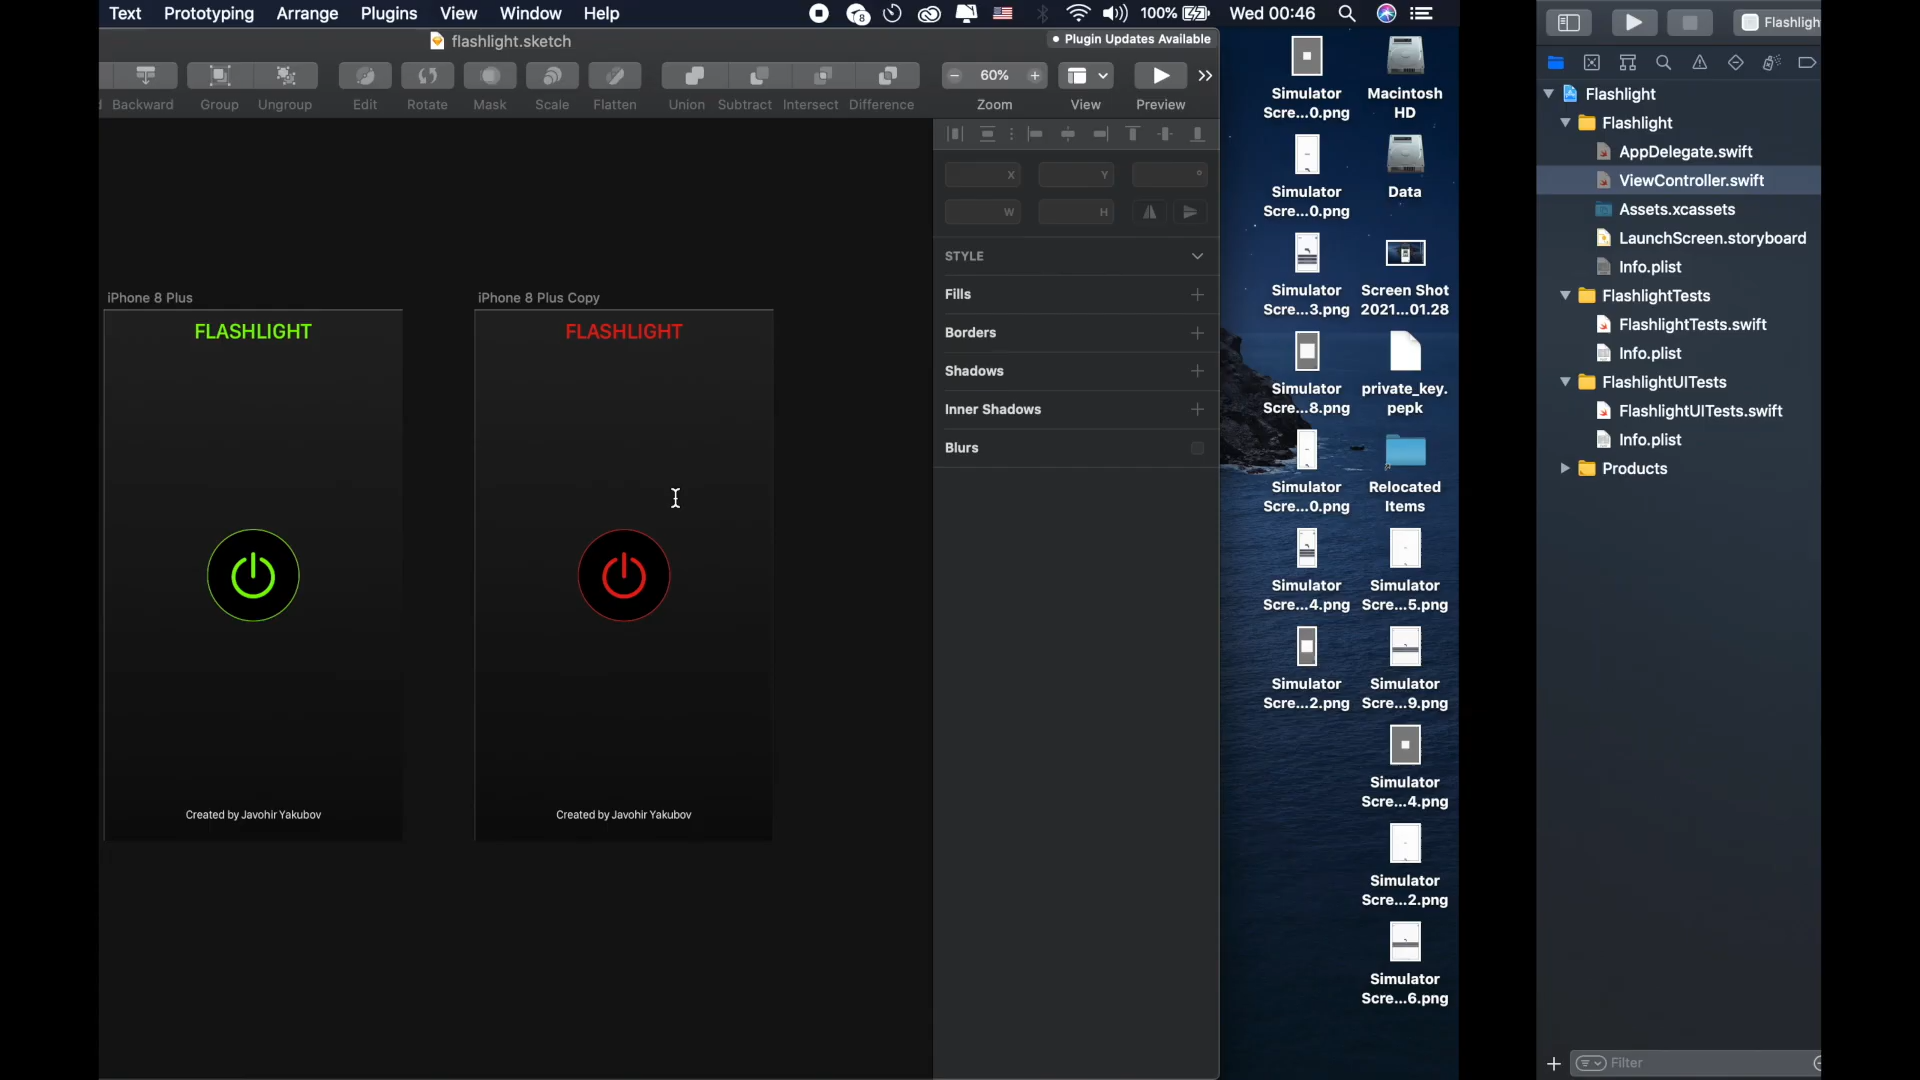 Text Prototyping Arrange Plugins View Window Help 8 100% Wed 00:46
flashlight.sketch
Plugin Updates Available
60%
Backward Group Ungroup Edit Rotate Mask Scale Flatten Union Subtract Intersect Difference Zoom View Preview
X Y °
W H
STYLE
Fills
Borders
Shadows
Inner Shadows
Blurs
iPhone 8 Plus
FLASHLIGHT
Created by Javohir Yakubov
iPhone 8 Plus Copy
FLASHLIGHT
Created by Javohir Yakubov
Simulator
Scre...0.png
Macintosh
HD
Simulator
Scre...0.png
Data
Simulator
Scre...3.png
Screen Shot
2021...01.28
Simulator
Scre...8.png
private_key.
pepk
Simulator
Scre...0.png
Relocated
Items
Simulator
Scre...4.png
Simulator
Scre...5.png
Simulator
Scre...2.png
Simulator
Scre...9.png
Simulator
Scre...4.png
Simulator
Scre...2.png
Simulator
Scre...6.png
Flashligh
Flashlight
Flashlight
AppDelegate.swift
ViewController.swift
Assets.xcassets
LaunchScreen.storyboard
Info.plist
FlashlightTests
FlashlightTests.swift
Info.plist
FlashlightUITests
FlashlightUITests.swift
Info.plist
Products
Filter